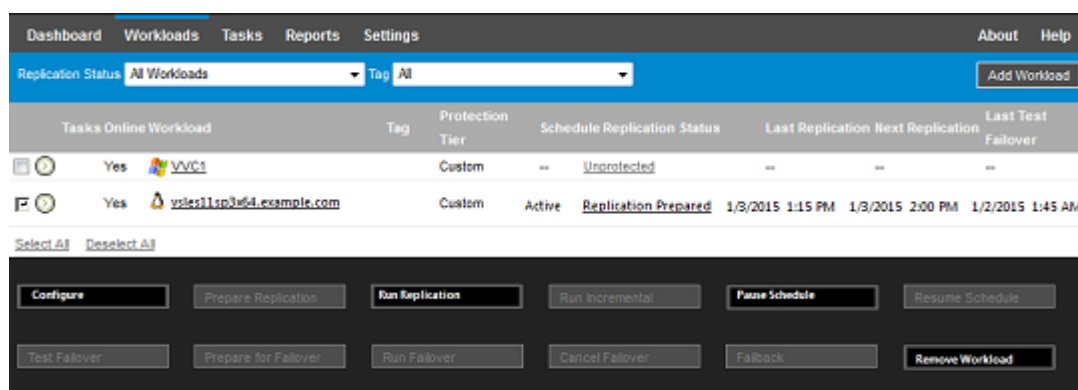 Dashboard Workloads Tasks Reports Settings About Help
Replication Status All Workloads Tag All Add Workload
Tasks Online Workload Tag Protection Tier Schedule Replication Status Last Replication Next Replication Last Test Failover
Yes VVC1 Custom -- Unprotected -- -- --
Yes vsles11sp3x64.example.com Custom Active Replication Prepared 1/3/2015 1:15 PM 1/3/2015 2:00 PM 1/2/2015 1:45 AM
Select All Deselect All
Configure Prepare Replication Run Replication Run Incremental Pause Schedule Resume Schedule
Test Failover Prepare for Failover Run Failover Cancel Failover Failback Remove Workload